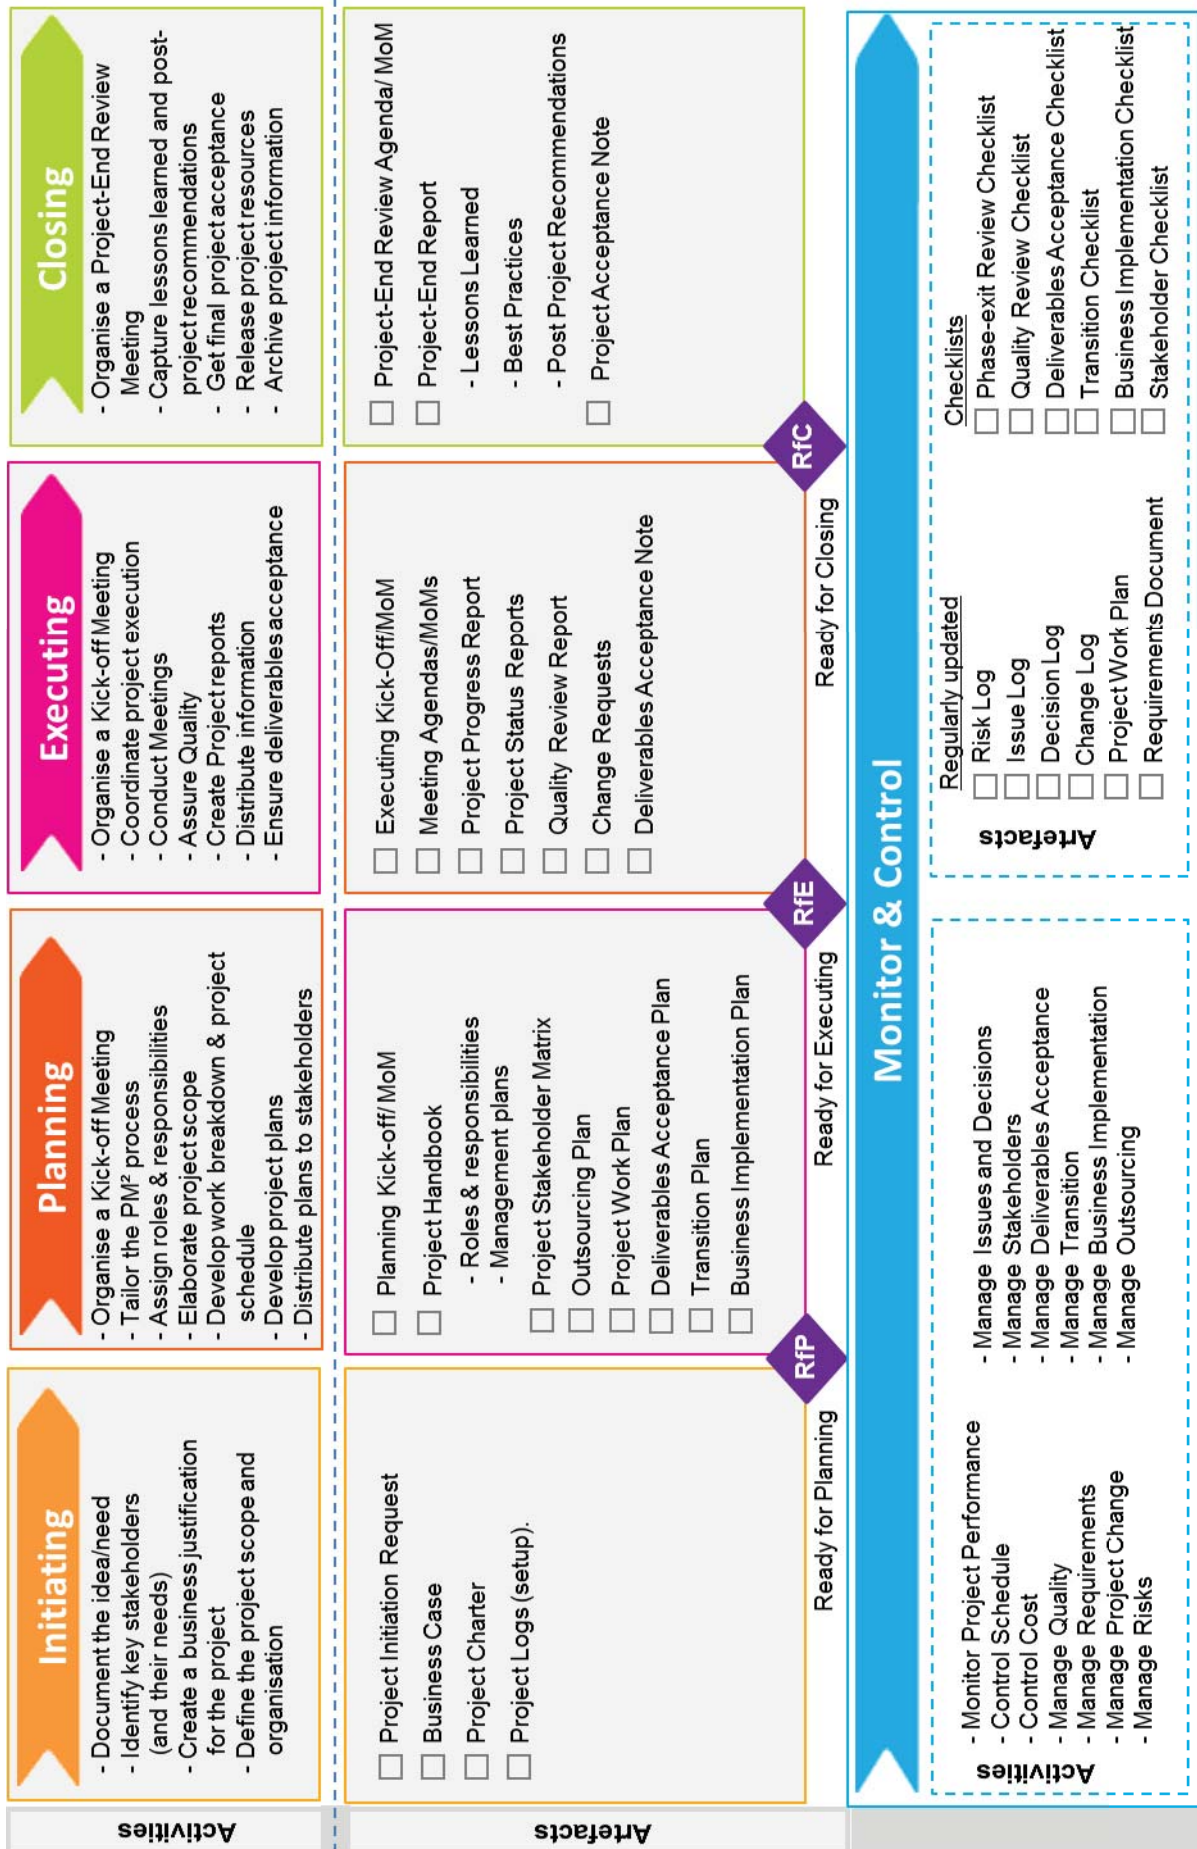 Initiating
- Document the idea/need
- Identify key stakeholders
(and their needs)
- Create a business justification
for the project
- Define the project scope and
organisation
Planning
- Organise a Kick-off Meeting
- Tailor the PM² process
- Assign roles & responsibilities
- Elaborate project scope
- Develop work breakdown & project
schedule
- Develop project plans
- Distribute plans to stakeholders
Executing
- Organise a Kick-off Meeting
- Coordinate project execution
- Conduct Meetings
- Assure Quality
- Create Project reports
- Distribute information
- Ensure deliverables acceptance
Closing
- Organise a Project-End Review
Meeting
- Capture lessons learned and post-
project recommendations
- Get final project acceptance
- Release project resources
- Archive project information
Activities
Artefacts
Project Initiation Request
Business Case
Project Charter
Project Logs (setup).
Planning Kick-off/ MoM
Project Handbook
- Roles & responsibilities
- Management plans
Project Stakeholder Matrix
Outsourcing Plan
Project Work Plan
Deliverables Acceptance Plan
Transition Plan
Business Implementation Plan
Executing Kick-Off/MoM
Meeting Agendas/MoMs
Project Progress Report
Project Status Reports
Quality Review Report
Change Requests
Deliverables Acceptance Note
Project-End Review Agenda/ MoM
Project-End Report
- Lessons Learned
- Best Practices
- Post Project Recommendations
Project Acceptance Note
RfP
RfE
RfC
Ready for Planning
Ready for Executing
Ready for Closing
Monitor & Control
Activities
- Monitor Project Performance
- Control Schedule
- Control Cost
- Manage Quality
- Manage Requirements
- Manage Project Change
- Manage Risks
- Manage Issues and Decisions
- Manage Stakeholders
- Manage Deliverables Acceptance
- Manage Transition
- Manage Business Implementation
- Manage Outsourcing
Artefacts
Regularly updated
Risk Log
Issue Log
Decision Log
Change Log
Project Work Plan
Requirements Document
Checklists
Phase-exit Review Checklist
Quality Review Checklist
Deliverables Acceptance Checklist
Transition Checklist
Business Implementation Checklist
Stakeholder Checklist